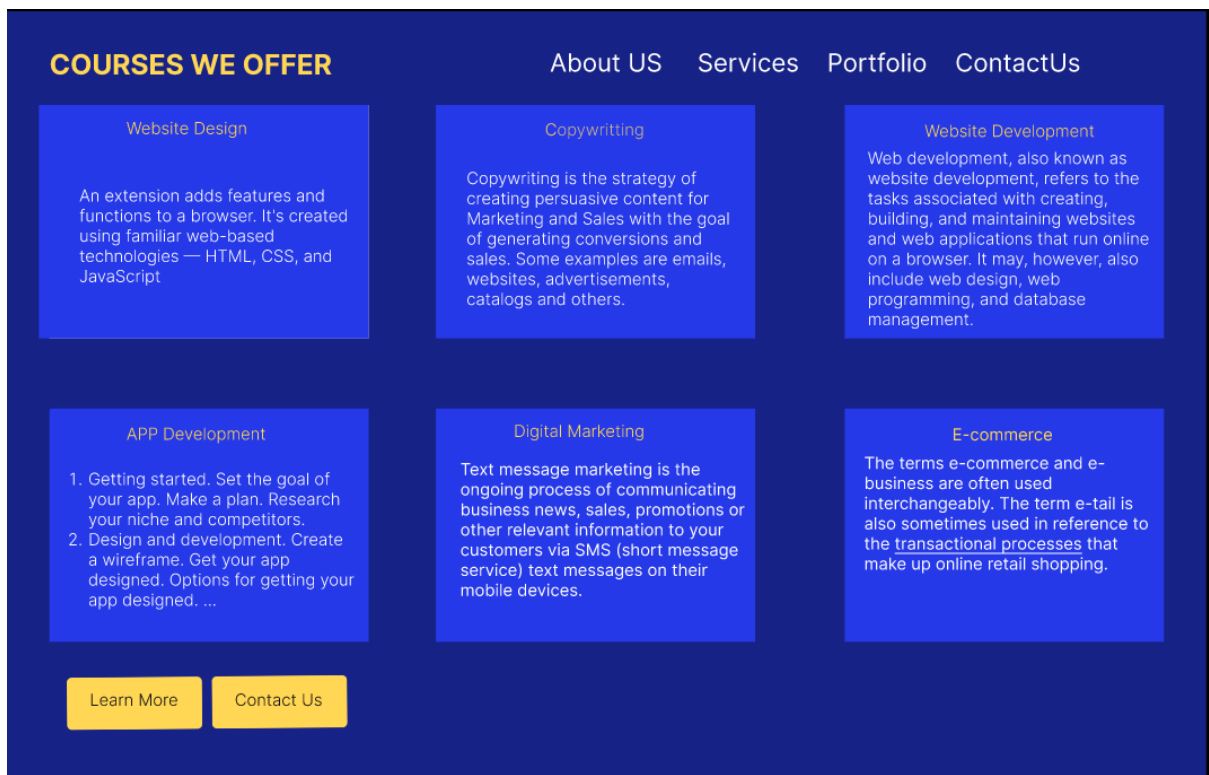 COURSES WE OFFER
About US
Services
Portfolio
ContactUs
Website Design
An extension adds features and
functions to a browser. It's created
using familiar web-based
technologies — HTML, CSS, and
JavaScript
Copywritting
Copywriting is the strategy of
creating persuasive content for
Marketing and Sales with the goal
of generating conversions and
sales. Some examples are emails,
websites, advertisements,
catalogs and others.
Website Development
Web development, also known as
website development, refers to the
tasks associated with creating,
building, and maintaining websites
and web applications that run online
on a browser. It may, however, also
include web design, web
programming, and database
management.
APP Development
1. Getting started. Set the goal of
your app. Make a plan. Research
your niche and competitors.
2. Design and development. Create
a wireframe. Get your app
designed. Options for getting your
app designed. ...
Digital Marketing
Text message marketing is the
ongoing process of communicating
business news, sales, promotions or
other relevant information to your
customers via SMS (short message
service) text messages on their
mobile devices.
E-commerce
The terms e-commerce and e-
business are often used
interchangeably. The term e-tail is
also sometimes used in reference to
the transactional processes that
make up online retail shopping.
Learn More
Contact Us